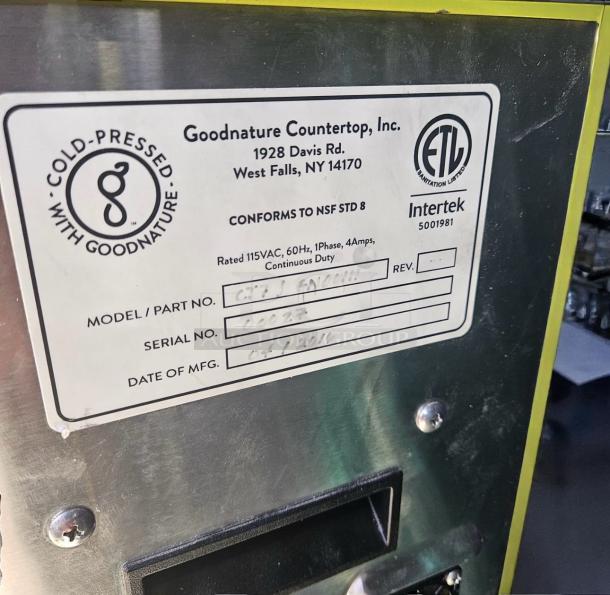 COLD-PRESSED
WITH GOODNATURE
g
Goodnature Countertop, Inc.
1928 Davis Rd.
West Falls, NY 14170
CONFORMS TO NSF STD 8
ETL
SANITATION LISTED
Intertek
5001981
Rated 115VAC, 60Hz, 1Phase, 4Amps,
Continuous Duty
MODEL / PART NO.
REV.
SERIAL NO.
DATE OF MFG.